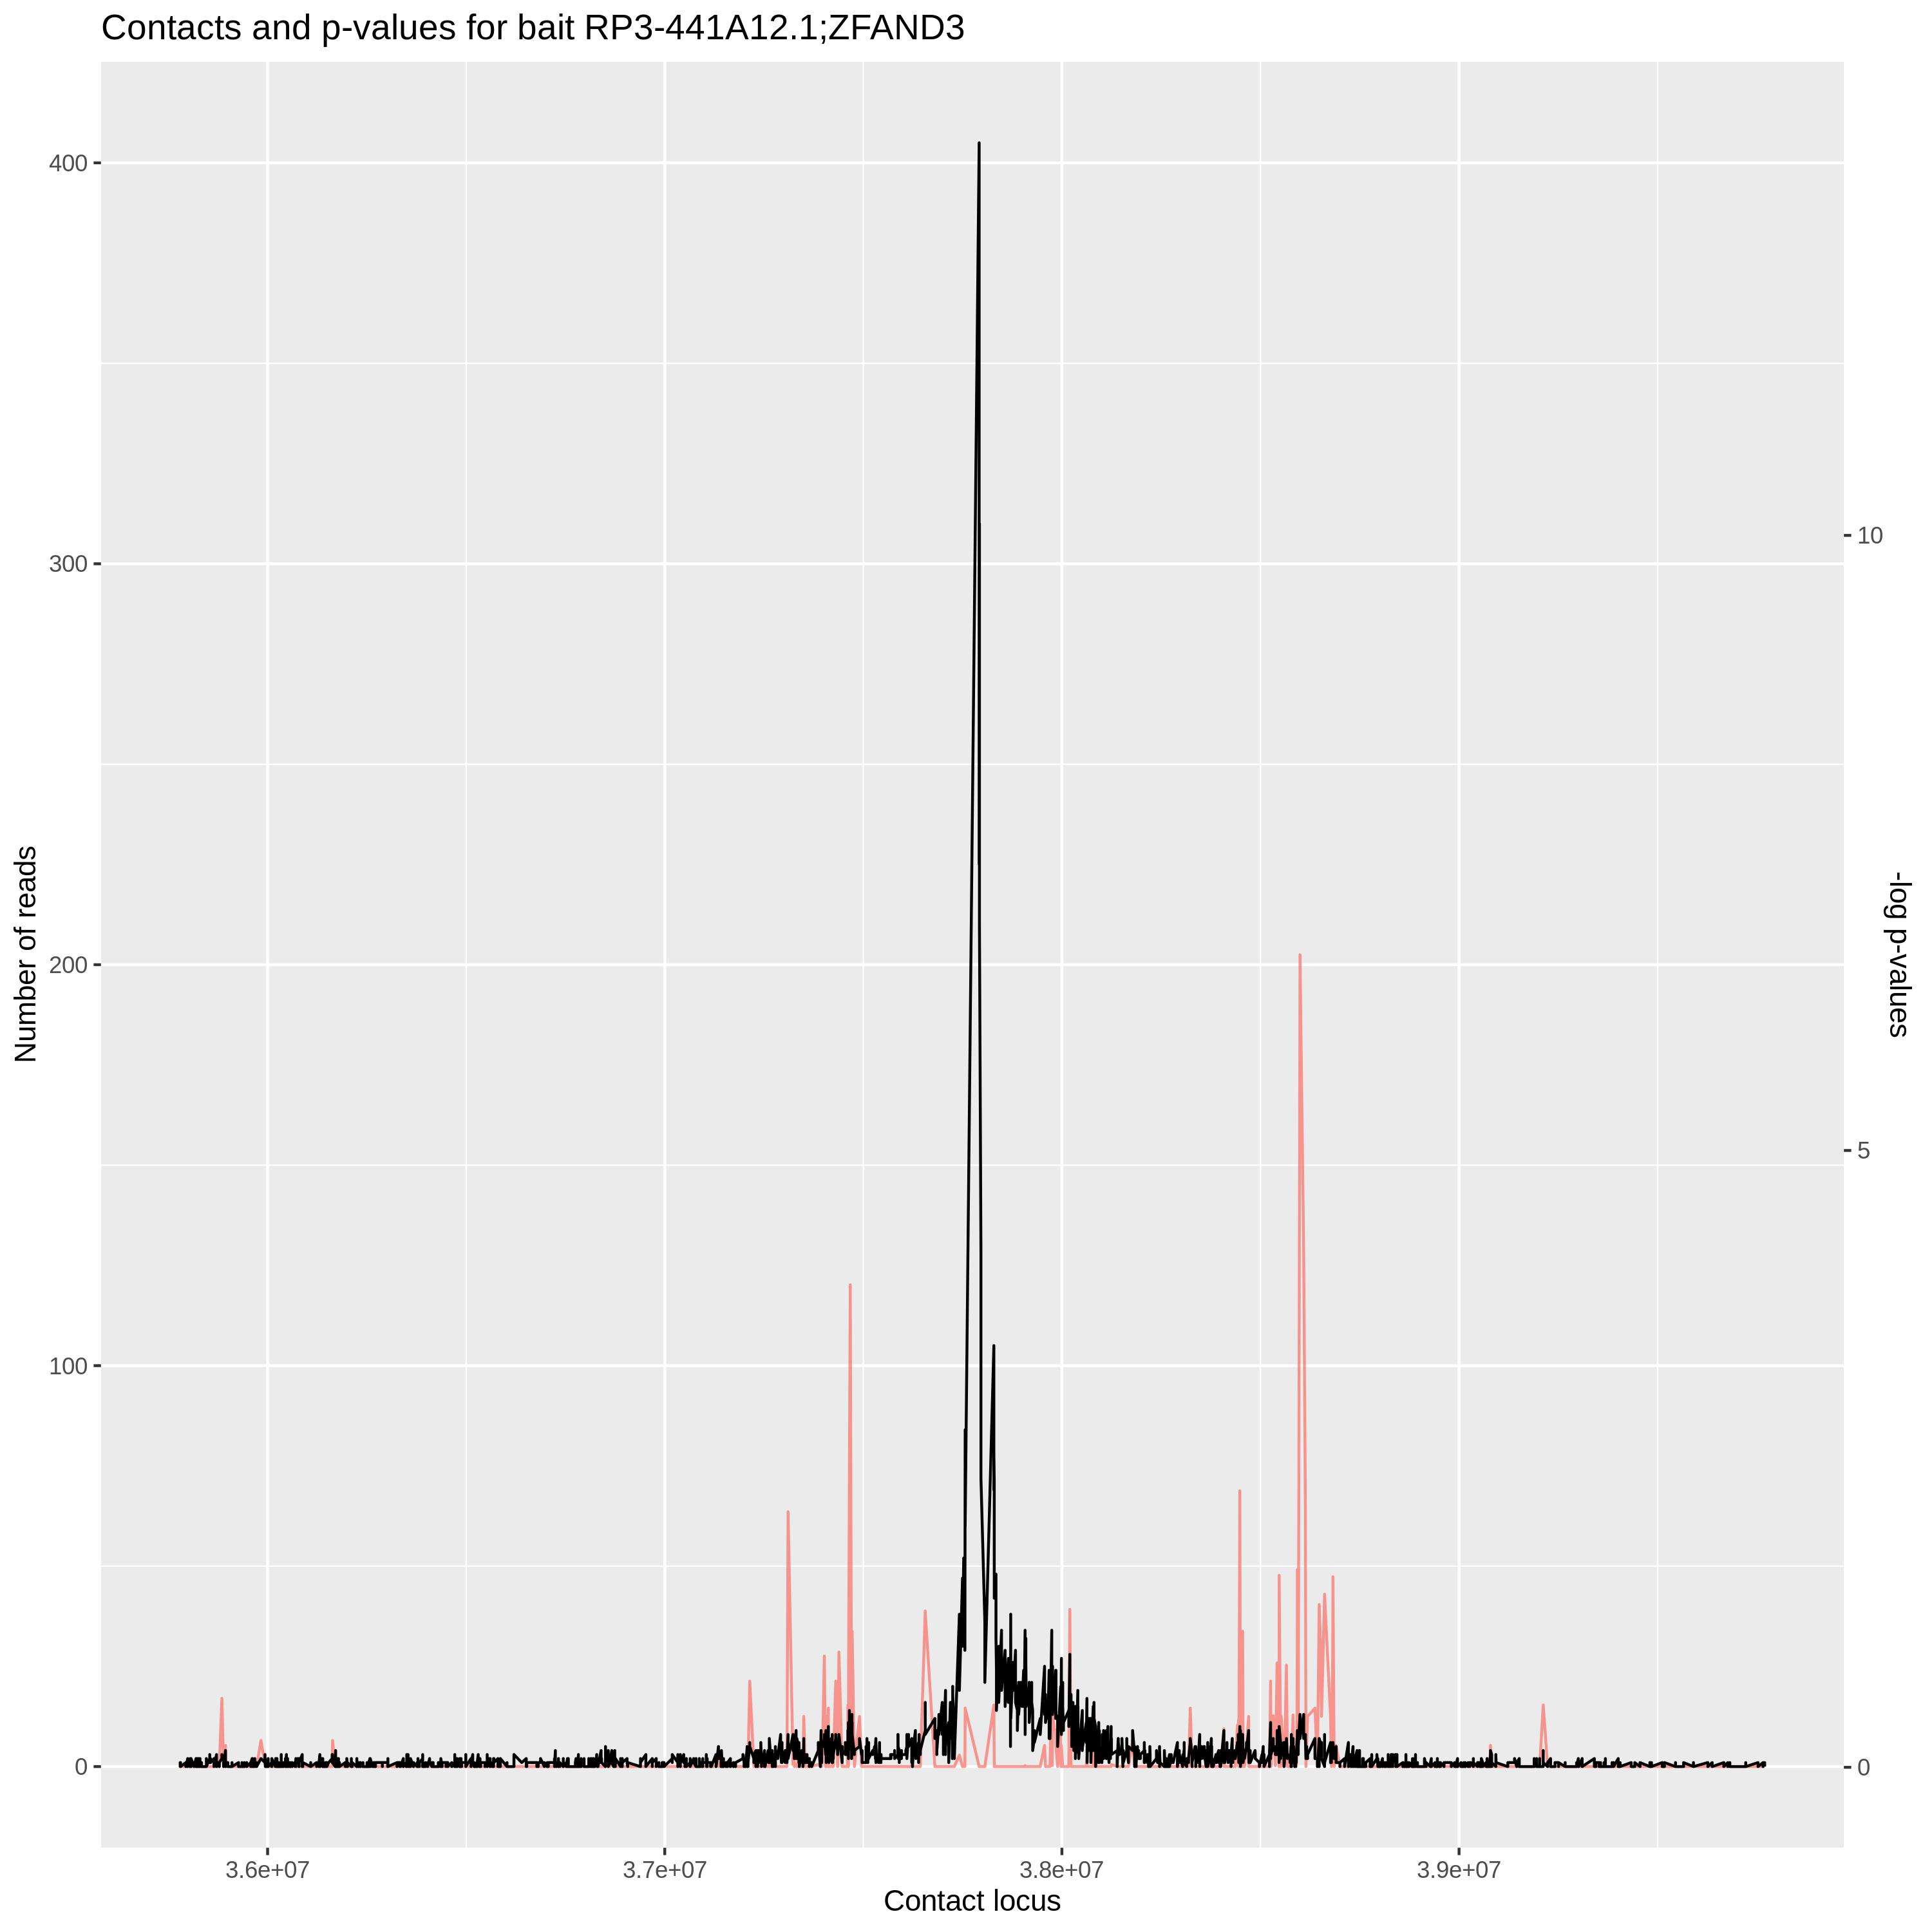 Contacts and p-values for bait RP3-441A12.1;ZFAND3
400
300
200
100
0
Number of reads
10
5
0
-log p-values
3.6e+07
3.7e+07
3.8e+07
3.9e+07
Contact locus